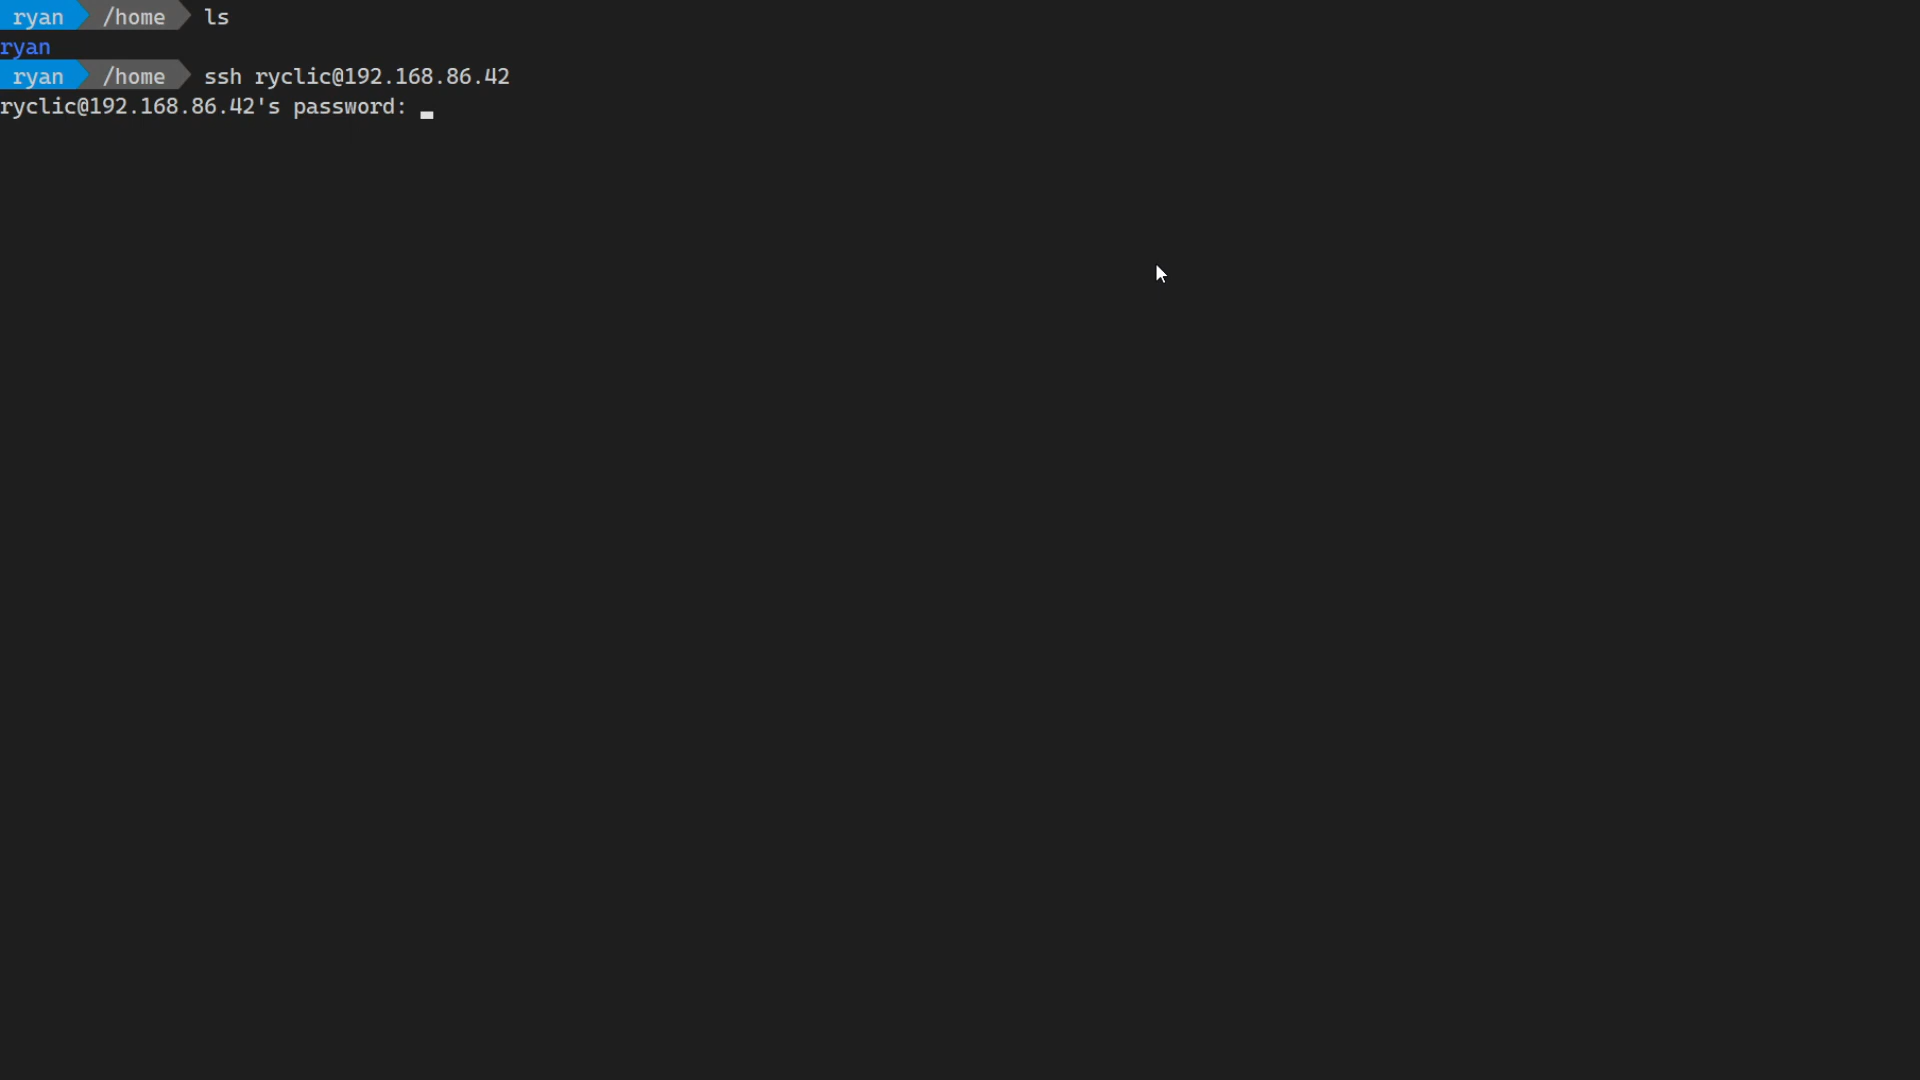 ryan /home ls
ryan
ryan /home ssh ryclic@192.168.86.42
ryclic@192.168.86.42's password: